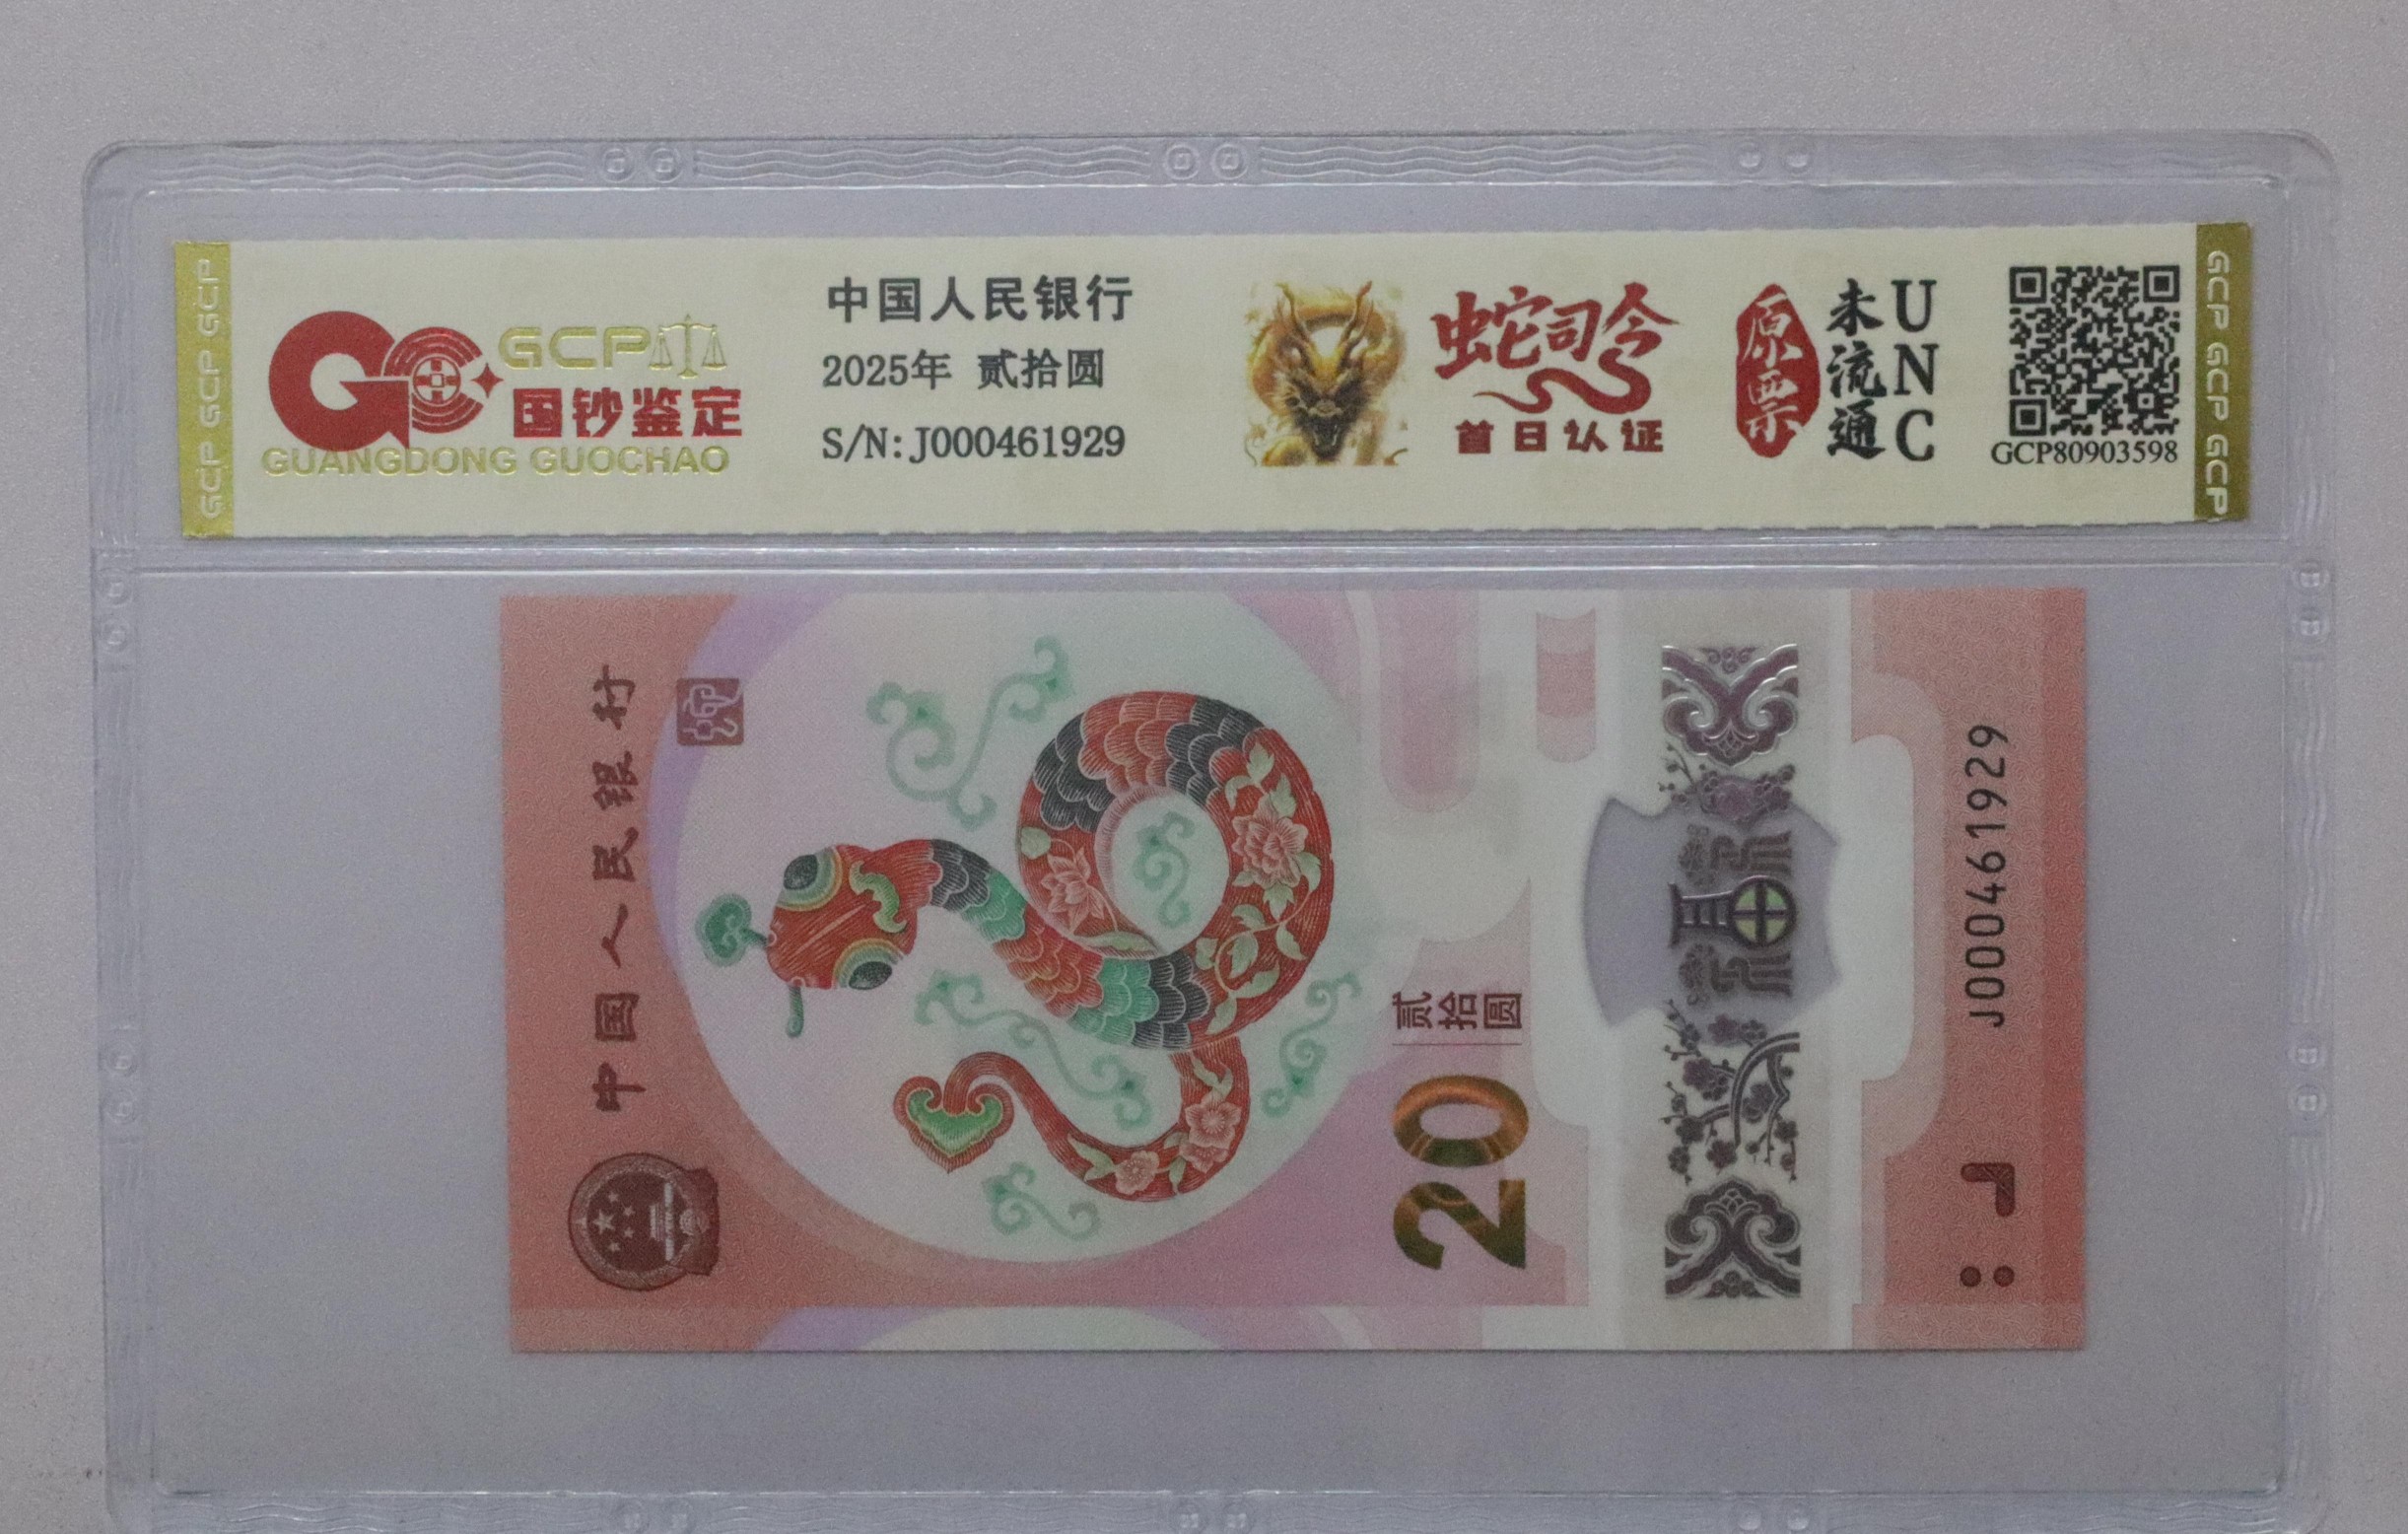 GCP GCP GCP
GCP
国钞鉴定
GUANGDONG GUOCHAO
中国人民银行
2025年 贰拾圆
S/N:J000461929
蛇司令
首日认证
原票
未流通
UNC
GCP80903598
GCP GCP GCP
中国人民银行
贰拾圆
20
J000461929